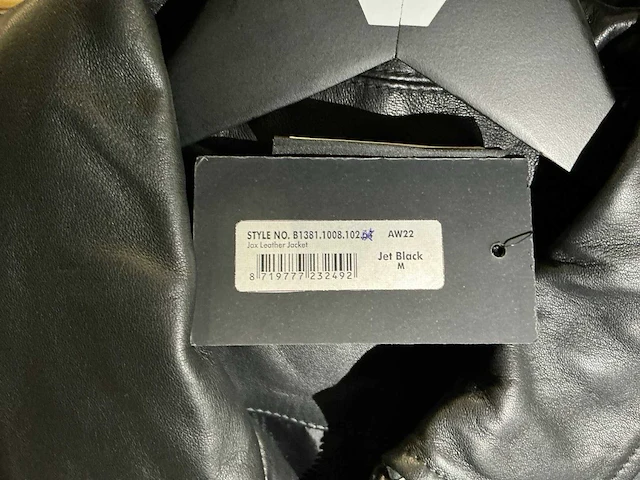 STYLE NO. B1381.1008.102 AW22
Jax Leather Jacket
Jet Black
M
8 719777 232492